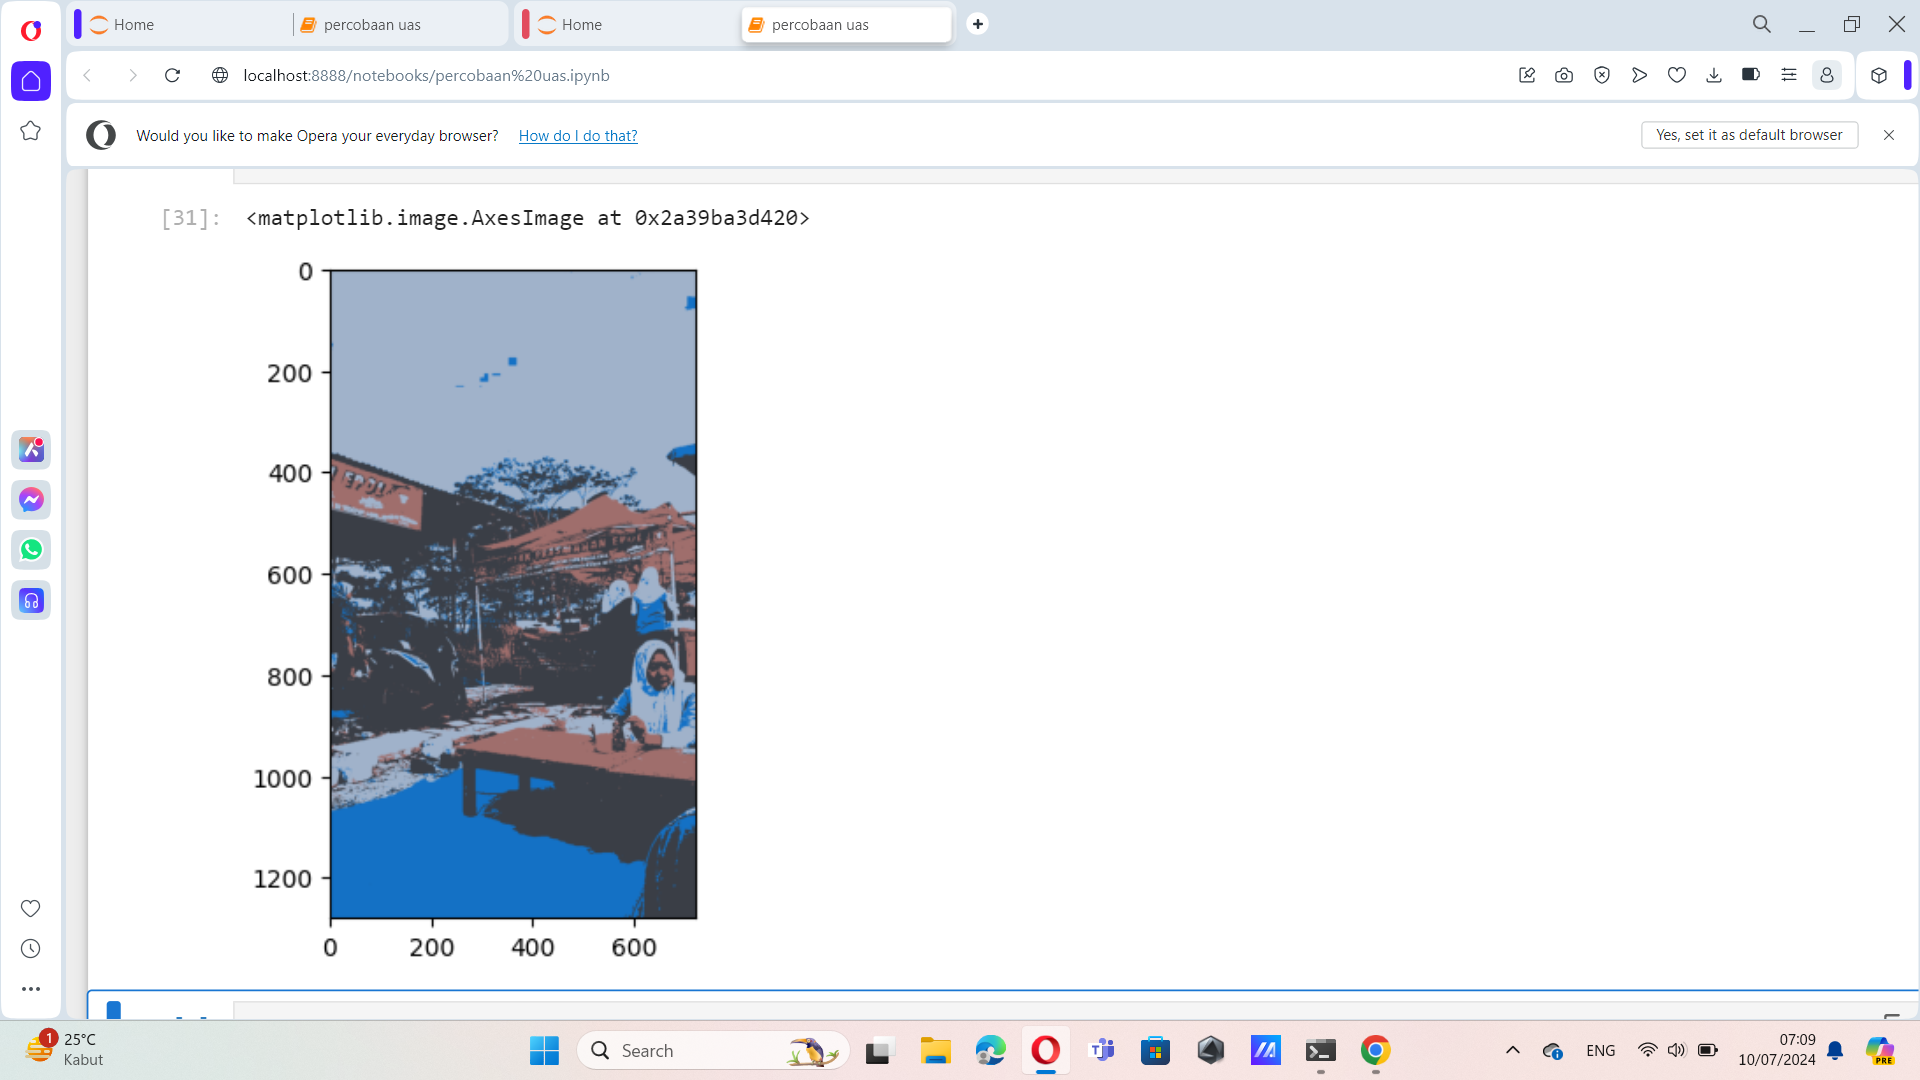 Home
percobaan uas
Home
percobaan uas
localhost:8888/notebooks/percobaan%20uas.ipynb
Would you like to make Opera your everyday browser? How do I do that?
Yes, set it as default browser
[31]: <matplotlib.image.AxesImage at 0x2a39ba3d420>
0
200
400
600
800
1000
1200
0 200 400 600
1
25°C
Kabut
Search
ENG
07:09
10/07/2024
PRE